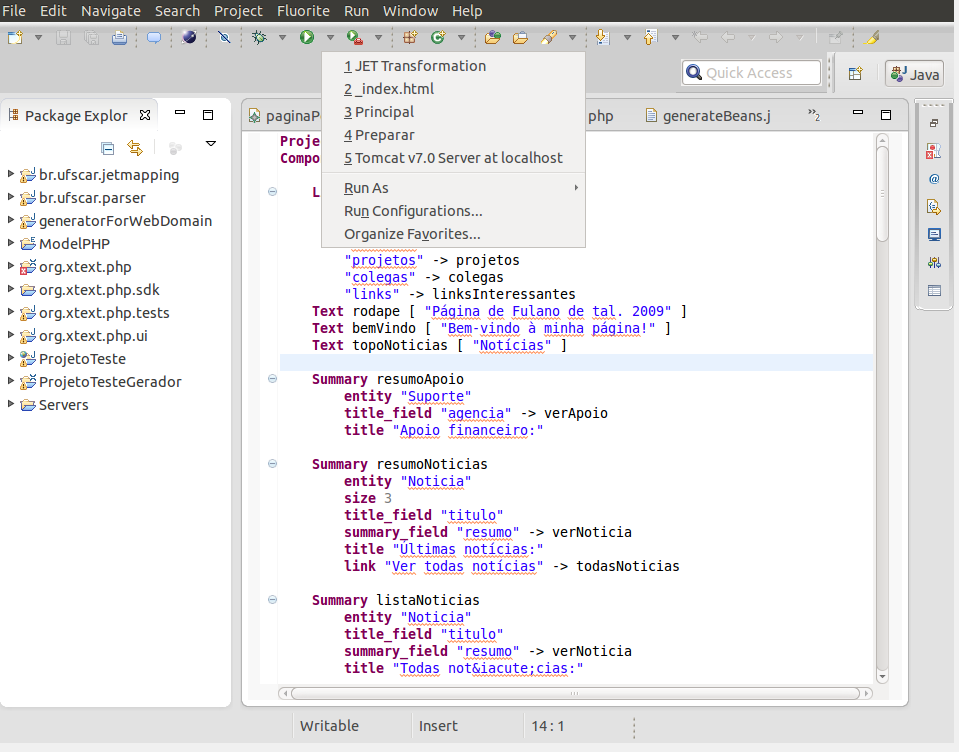 File Edit Navigate Search Project Fluorite Run Window Help
Quick Access
Java
Package Explor
br.ufscar.jetmapping
br.ufscar.parser
generatorForWebDomain
ModelPHP
org.xtext.php
org.xtext.php.sdk
org.xtext.php.tests
org.xtext.php.ui
ProjetoTeste
ProjetoTesteGerador
Servers
1 JET Transformation
2 _index.html
3 Principal
4 Preparar
5 Tomcat v7.0 Server at localhost
Run As
Run Configurations...
Organize Favorites...
paginaP php generateBeans.j »2
Proje
Compo
L
"projetos" -> projetos
"colegas" -> colegas
"links" -> linksInteressantes
Text rodape [ "Página de Fulano de tal. 2009" ]
Text bemVindo [ "Bem-vindo à minha página!" ]
Text topoNoticias [ "Notícias" ]
Summary resumoApoio
entity "Suporte"
title_field "agencia" -> verApoio
title "Apoio financeiro:"
Summary resumoNoticias
entity "Noticia"
size 3
title_field "titulo"
summary_field "resumo" -> verNoticia
title "Últimas notícias:"
link "Ver todas notícias" -> todasNoticias
Summary listaNoticias
entity "Noticia"
title_field "titulo"
summary_field "resumo" -> verNoticia
title "Todas not&iacute;cias:"
Writable Insert 14 : 1